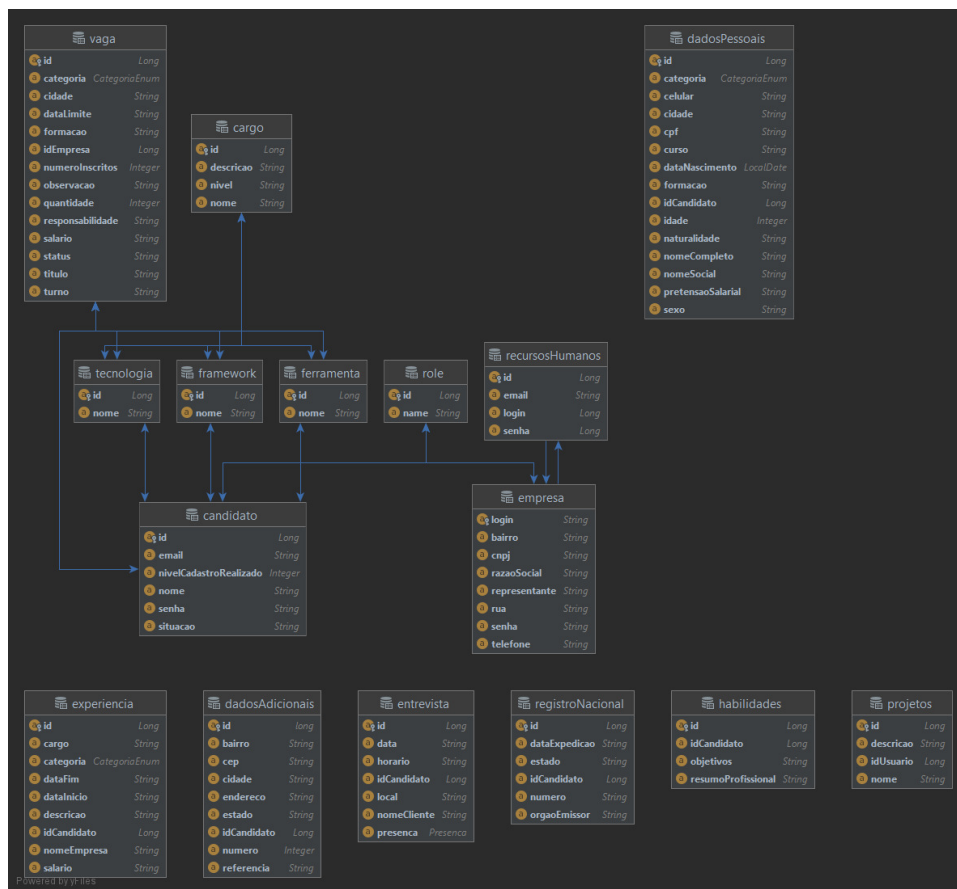 vaga
id Long
categoria CategoriaEnum
cidade String
dataLimite String
formacao String
idEmpresa Long
numeroInscritos Integer
observacao String
quantidade Integer
responsabilidade String
salario String
status String
titulo String
turno String
cargo
id Long
descricao String
nivel String
nome String
dadosPessoais
id Long
categoria CategoriaEnum
celular String
cidade String
cpf String
curso String
dataNascimento LocalDate
formacao String
idCandidato Long
idade Integer
naturalidade String
nomeCompleto String
nomeSocial String
pretensaoSalarial String
sexo String
tecnologia
id Long
nome String
framework
id Long
nome String
ferramenta
id Long
nome String
role
id Long
name String
recursosHumanos
id Long
email String
login Long
senha Long
candidato
id Long
email String
nivelCadastroRealizado Integer
nome String
senha String
situacao String
empresa
login String
bairro String
cnpj String
razaoSocial String
representante String
rua String
senha String
telefone String
experiencia
id Long
cargo String
categoria CategoriaEnum
dataFim String
dataInicio String
descricao String
idCandidato Long
nomeEmpresa String
salario String
dadosAdicionais
id long
bairro String
cep String
cidade String
endereco String
estado String
idCandidato Long
numero Integer
referencia String
entrevista
id Long
data String
horario String
idCandidato Long
local String
nomeCliente String
presenca Presenca
registroNacional
id Long
dataExpedicao String
estado String
idCandidato Long
numero String
orgaoEmissor String
habilidades
id Long
idCandidato Long
objetivos String
resumoProfissional String
projetos
id Long
descricao String
idUsuario Long
nome String
Powered by yFiles